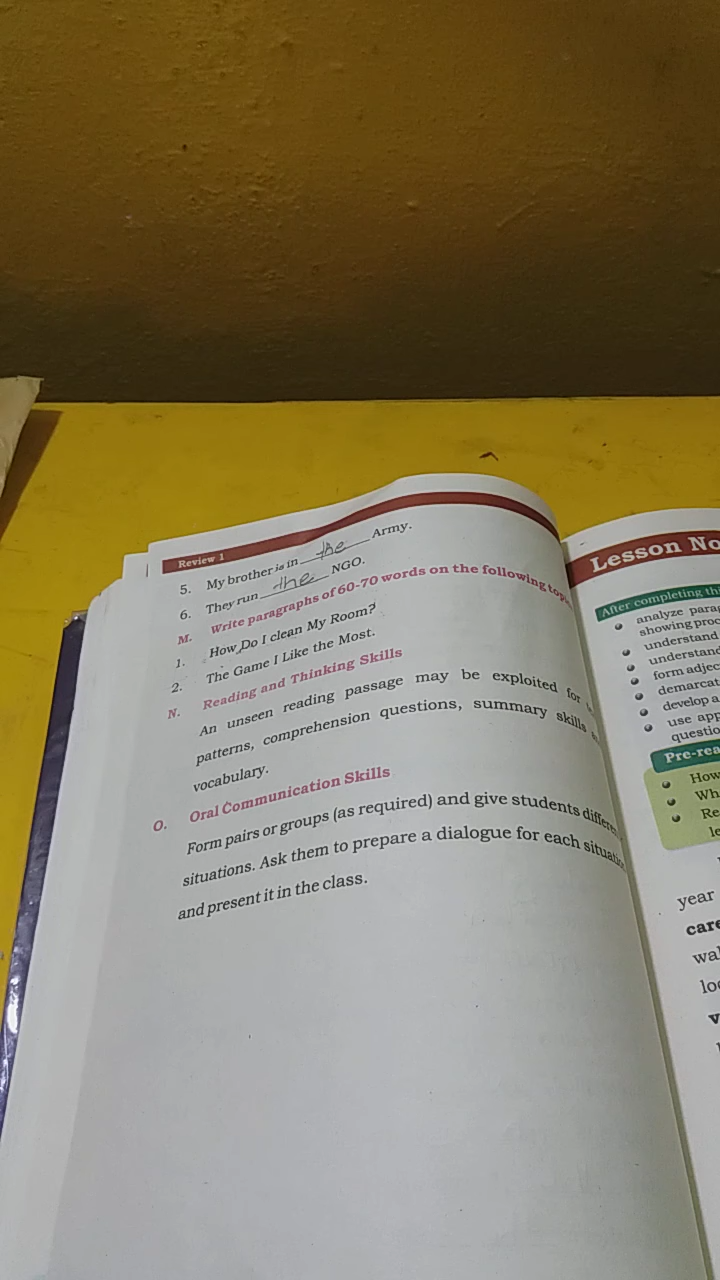 Review 1
5. My brother is in the Army.
6. They run the NGO.
M. Write paragraphs of 60-70 words on the following
1. How Do I clean My Room?
2. The Game I Like the Most.
N. Reading and Thinking Skills
An unseen reading passage may be exploited for
patterns, comprehension questions, summary skills
vocabulary.
O. Oral Communication Skills
Form pairs or groups (as required) and give students
situations. Ask them to prepare a dialogue for each
and present it in the class.
Lesson No
After completing
analyze
showing
understand
understand
form
develop a
use
Pre-
How
year